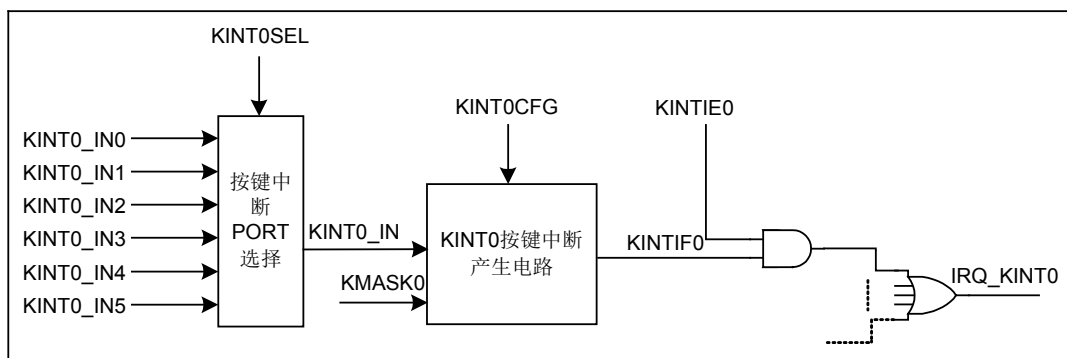 KINT0SEL
KINT0CFG
KINTIE0
KINT0_IN0
KINT0_IN1
KINT0_IN2
KINT0_IN3
KINT0_IN4
KINT0_IN5
按键中
断
PORT
选择
KINT0_IN
KMASK0
KINT0按键中断
产生电路
KINTIF0
IRQ_KINT0